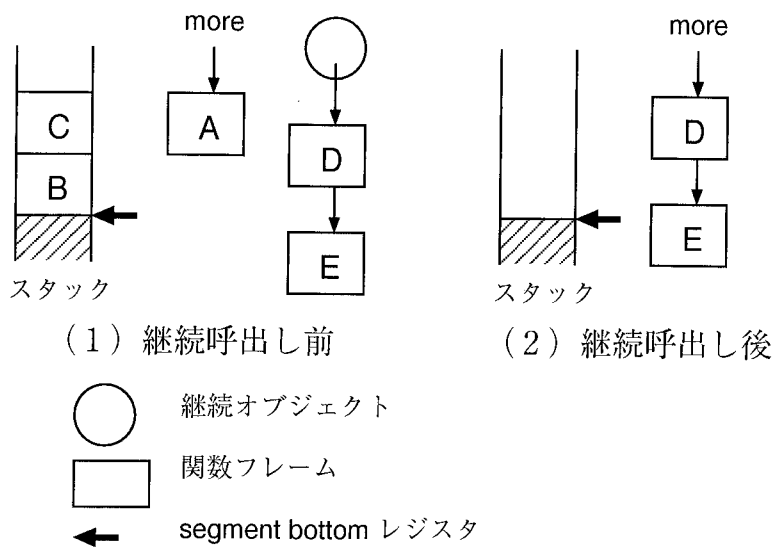 more
C
A
B
D
E
スタック
(1)継続呼出し前
more
D
E
スタック
(2)継続呼出し後
継続オブジェクト
関数フレーム
segment bottom レジスタ